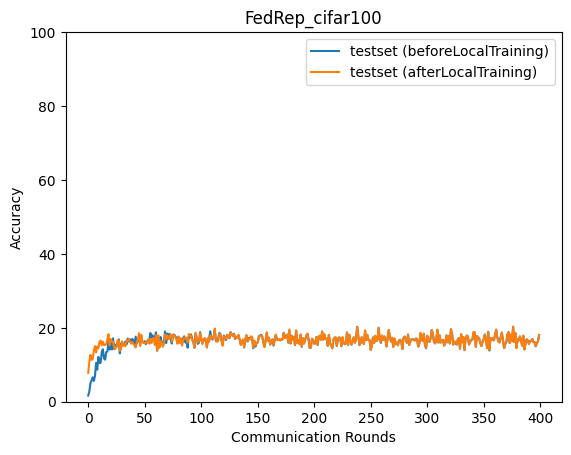 FedRep_cifar100
testset (beforeLocalTraining)
testset (afterLocalTraining)
Accuracy
100
80
60
40
20
0
0 50 100 150 200 250 300 350 400
Communication Rounds